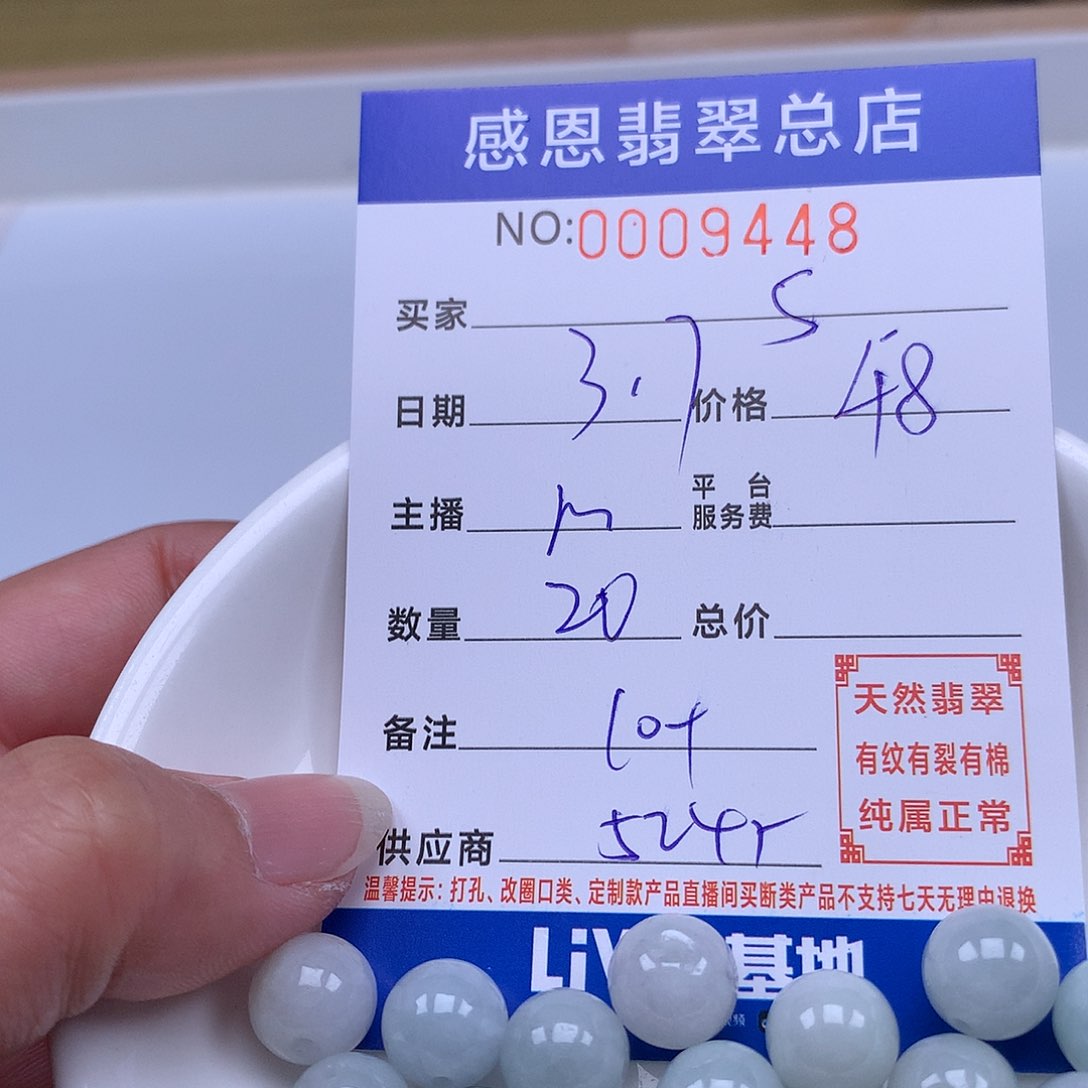 感恩翡翠总店
NO:0009448
买家 S
日期 3.7 价格 48
主播 m 平台服务费
数量 20 总价
备注 10+
天然翡翠
有纹有裂有棉
纯属正常
供应商
温馨提示：打孔、改圈口类、定制款产品直播间买断类产品不支持七天无理由退换
基地